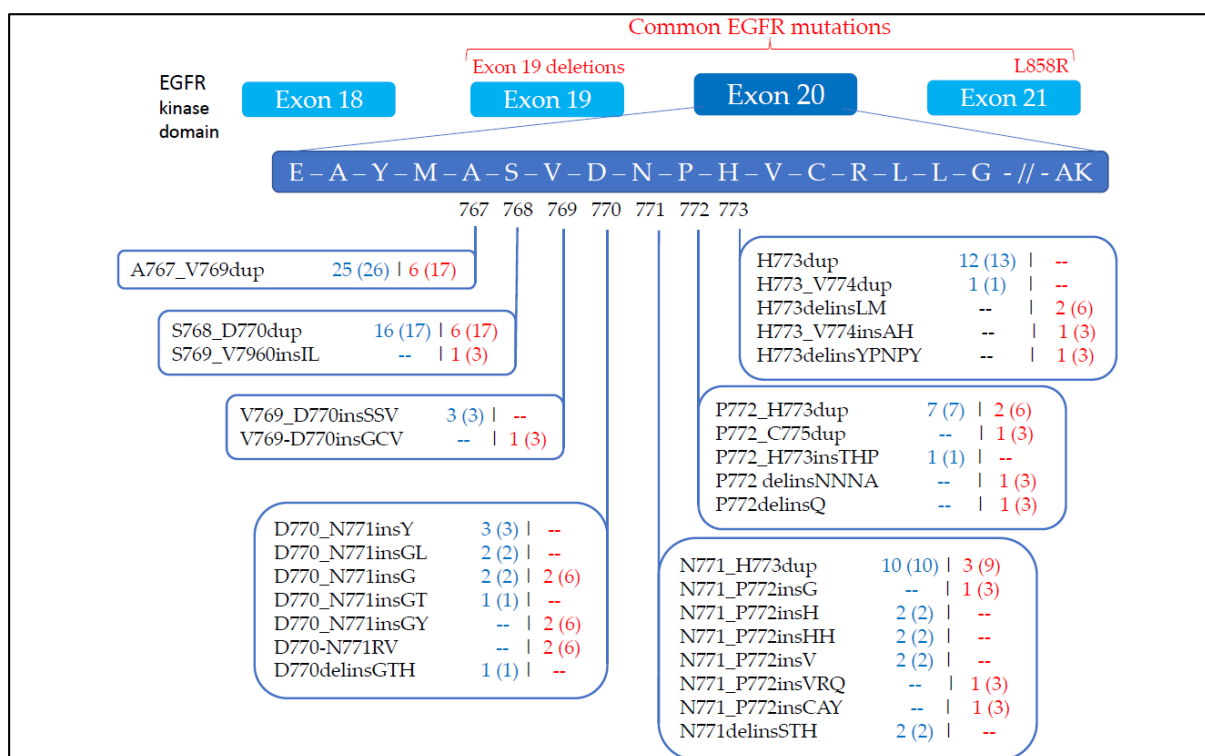 Common EGFR mutations
EGFR
kinase
domain
Exon 19 deletions
L858R
Exon 18
Exon 19
Exon 20
Exon 21
E – A – Y – M – A – S – V – D – N – P – H – V – C – R – L – L – G - // - AK
767 768 769 770 771 772 773
A767_V769dup 25 (26) | 6 (17)
S768_D770dup 16 (17) | 6 (17)
S769_V7960insIL -- | 1 (3)
V769_D770insSSV 3 (3) | --
V769-D770insGCV -- | 1 (3)
D770_N771insY 3 (3) | --
D770_N771insGL 2 (2) | --
D770_N771insG 2 (2) | 2 (6)
D770_N771insGT 1 (1) | --
D770_N771insGY -- | 2 (6)
D770-N771RV -- | 2 (6)
D770delinsGTH 1 (1) | --
H773dup 12 (13) | --
H773_V774dup 1 (1) | --
H773delinsLM -- | 2 (6)
H773_V774insAH -- | 1 (3)
H773delinsYPNPY -- | 1 (3)
P772_H773dup 7 (7) | 2 (6)
P772_C775dup -- | 1 (3)
P772_H773insTHP 1 (1) | --
P772 delinsNNNA -- | 1 (3)
P772delinsQ -- | 1 (3)
N771_H773dup 10 (10) | 3 (9)
N771_P772insG -- | 1 (3)
N771_P772insH 2 (2) | --
N771_P772insHH 2 (2) | --
N771_P772insV 2 (2) | --
N771_P772insVRQ -- | 1 (3)
N771_P772insCAY -- | 1 (3)
N771delinsSTH 2 (2) | --